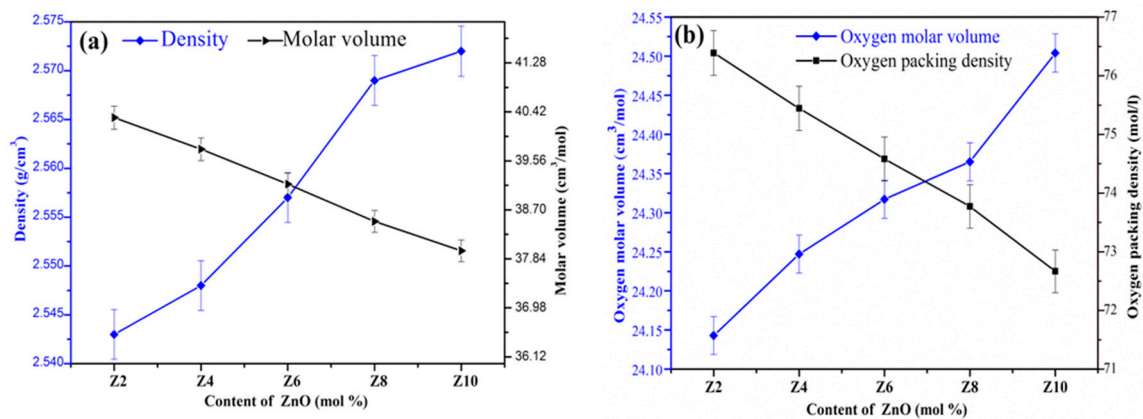 (a)
Density
Molar volume
2.575
2.570
2.565
2.560
2.555
2.550
2.545
2.540
Density (g/cm3)
41.28
40.42
39.56
38.70
37.84
36.98
36.12
Molar volume (cm3/mol)
Z2 Z4 Z6 Z8 Z10
Content of ZnO (mol %)
(b)
Oxygen molar volume
Oxygen packing density
24.55
24.50
24.45
24.40
24.35
24.30
24.25
24.20
24.15
24.10
Oxygen molar volume (cm3/mol)
77
76
75
74
73
72
71
Oxygen packing density (mol/l)
Z2 Z4 Z6 Z8 Z10
Content of ZnO (mol %)